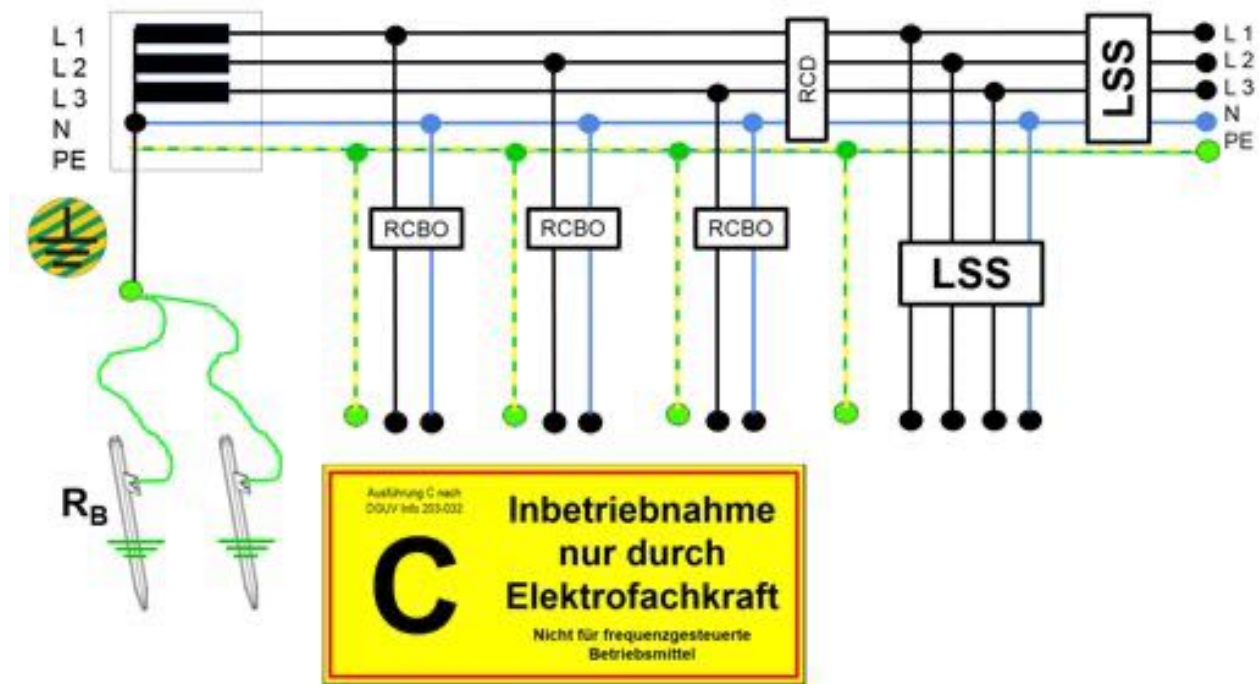 L 1
L 2
L 3
N
PE
RCD
LSS
L 1
L 2
L 3
N
PE
RCBO
RCBO
RCBO
LSS
RB
Ausführung C nach
DGUV Info 203-032
C
Inbetriebnahme
nur durch
Elektrofachkraft
Nicht für frequenzgesteuerte
Betriebsmittel